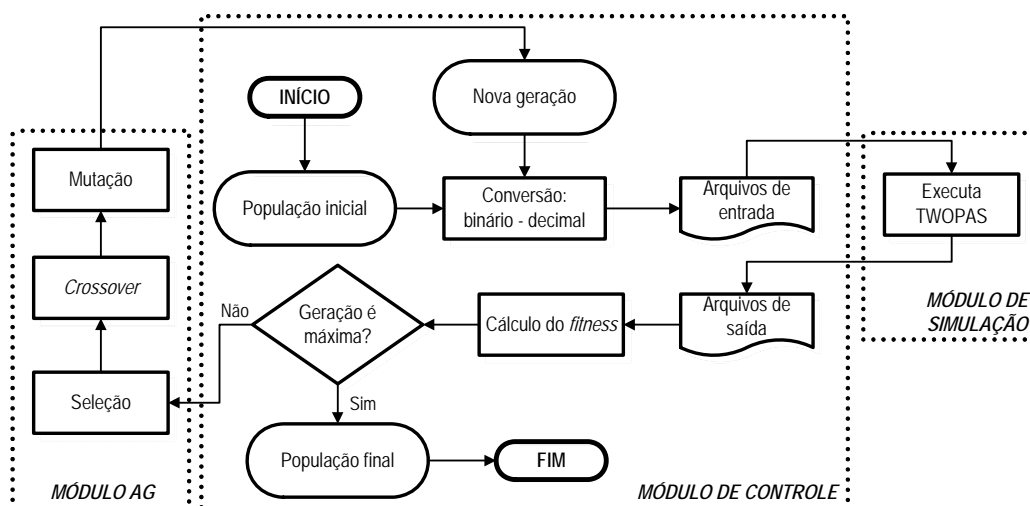 INÍCIO
Nova geração
Mutação
População inicial
Conversão:
binário - decimal
Arquivos de
entrada
Executa
TWOPAS
Crossover
Não
Geração é
máxima?
Cálculo do fitness
Arquivos de
saída
MÓDULO DE
SIMULAÇÃO
Seleção
Sim
População final
FIM
MÓDULO AG
MÓDULO DE CONTROLE